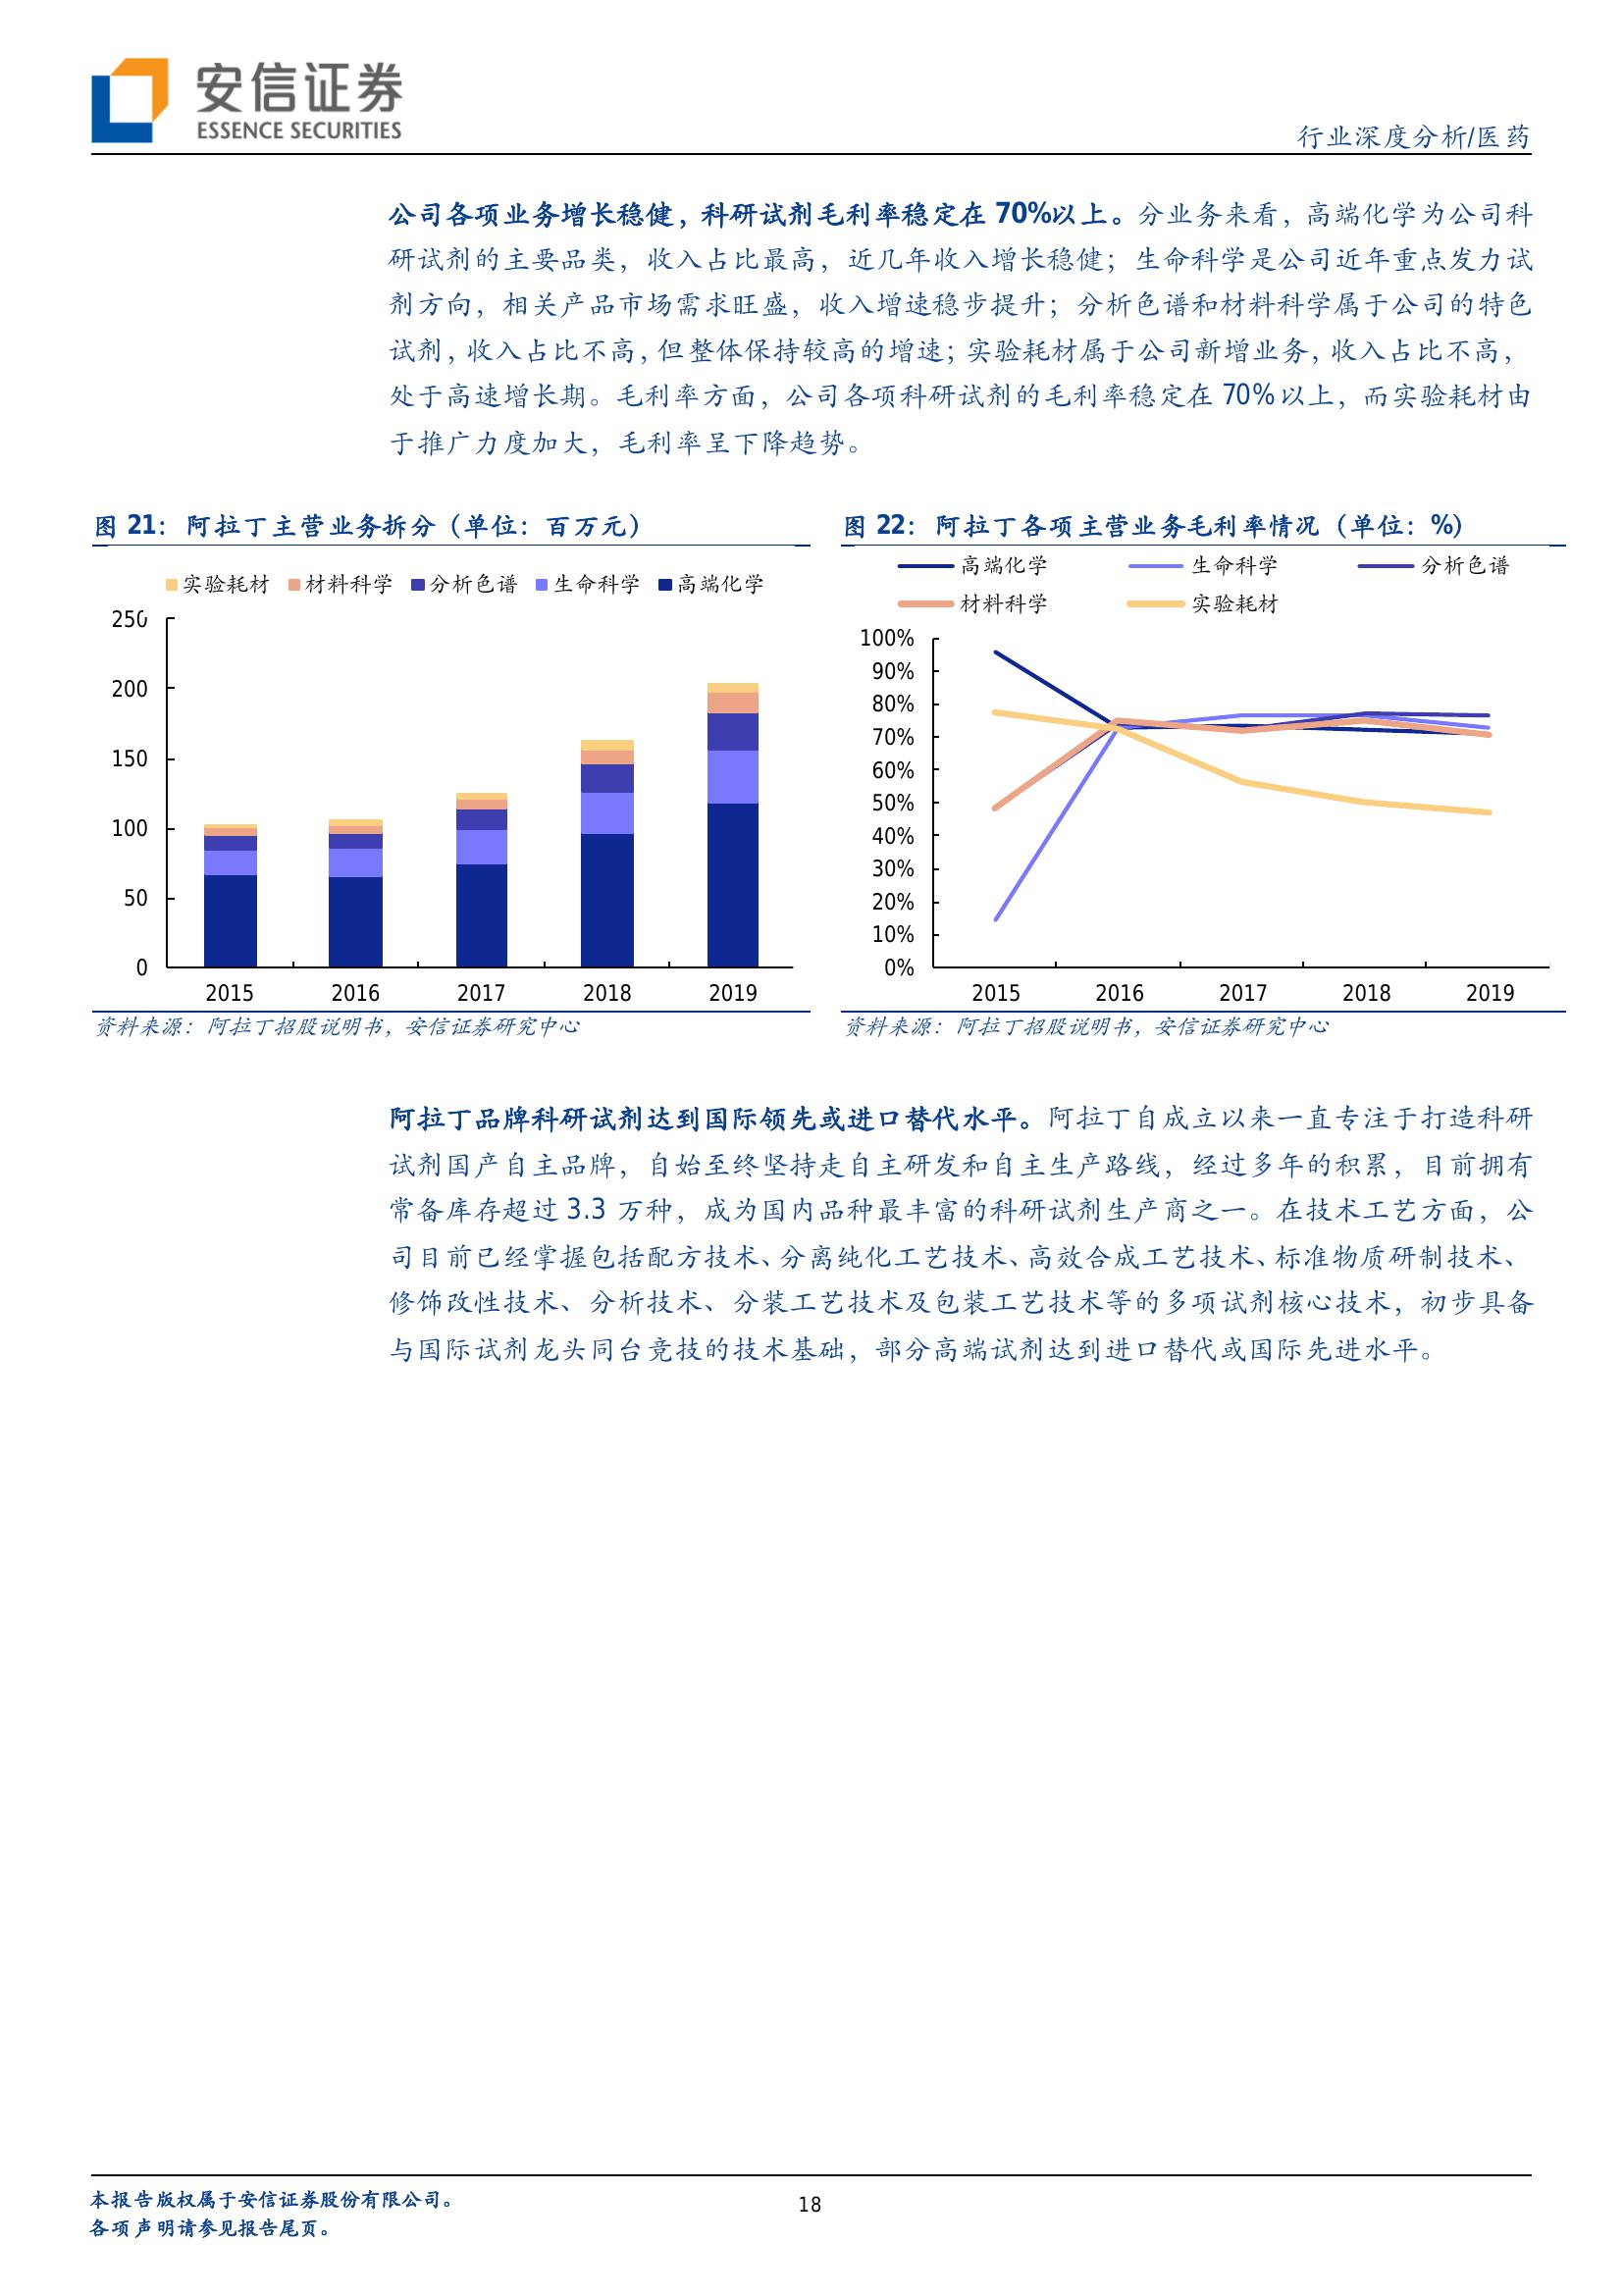 安信证券
ESSENCE SECURITIES
行业深度分析/医药
公司各项业务增长稳健，科研试剂毛利率稳定在 70%以上。分业务来看，高端化学为公司科
研试剂的主要品类，收入占比最高，近几年收入增长稳健；生命科学是公司近年重点发力试
剂方向，相关产品市场需求旺盛，收入增速稳步提升；分析色谱和材料科学属于公司的特色
试剂，收入占比不高，但整体保持较高的增速；实验耗材属于公司新增业务，收入占比不高，
处于高速增长期。毛利率方面，公司各项科研试剂的毛利率稳定在 70%以上，而实验耗材由
于推广力度加大，毛利率呈下降趋势。
图 21：阿拉丁主营业务拆分（单位：百万元）
实验耗材 材料科学 分析色谱 生命科学 高端化学
250
200
150
100
50
0
2015 2016 2017 2018 2019
资料来源：阿拉丁招股说明书，安信证券研究中心
图 22：阿拉丁各项主营业务毛利率情况（单位：%）
高端化学 生命科学 分析色谱
材料科学 实验耗材
100%
90%
80%
70%
60%
50%
40%
30%
20%
10%
0%
2015 2016 2017 2018 2019
资料来源：阿拉丁招股说明书，安信证券研究中心
阿拉丁品牌科研试剂达到国际领先或进口替代水平。阿拉丁自成立以来一直专注于打造科研
试剂国产自主品牌，自始至终坚持走自主研发和自主生产路线，经过多年的积累，目前拥有
常备库存超过 3.3 万种，成为国内品种最丰富的科研试剂生产商之一。在技术工艺方面，公
司目前已经掌握包括配方技术、分离纯化工艺技术、高效合成工艺技术、标准物质研制技术、
修饰改性技术、分析技术、分装工艺技术及包装工艺技术等的多项试剂核心技术，初步具备
与国际试剂龙头同台竞技的技术基础，部分高端试剂达到进口替代或国际先进水平。
本报告版权属于安信证券股份有限公司。
各项声明请参见报告尾页。
18